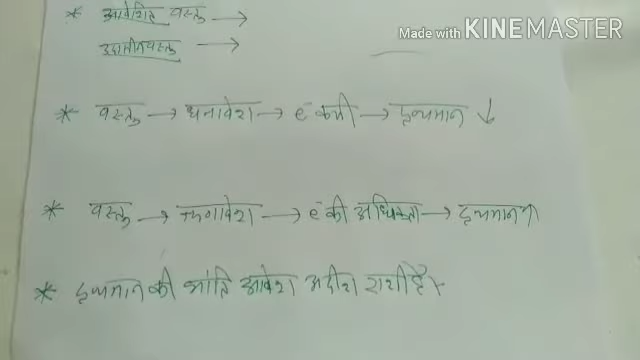 Made with KINEMASTER
* आवेशित वस्तु →
उदासीन वस्तु →
* वस्तु → धनावेश → e⁻ कमी → द्रव्यमान ↓
* वस्तु → ऋणावेश → e⁻ की अधिकता → द्रव्यमान ↑
* द्रव्यमान की भांति आवेश अदीश राशी है।